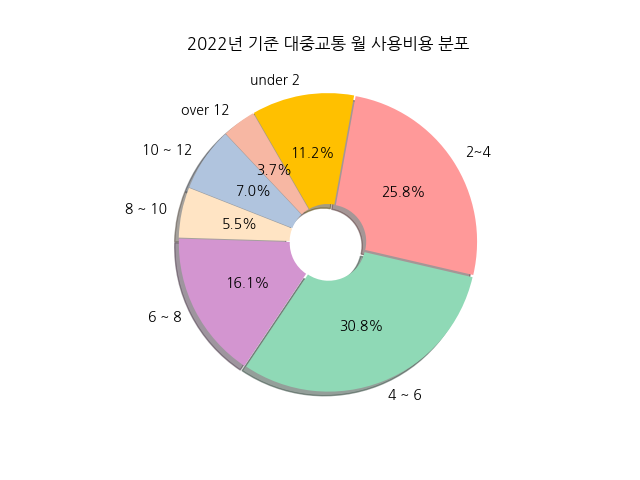 2022년 기준 대중교통 월 사용비용 분포
under 2
over 12
11.2%
10 ~ 12
2~4
3.7%
7.0%
25.8%
8 ~ 10
5.5%
16.1%
6 ~ 8
30.8%
4 ~ 6